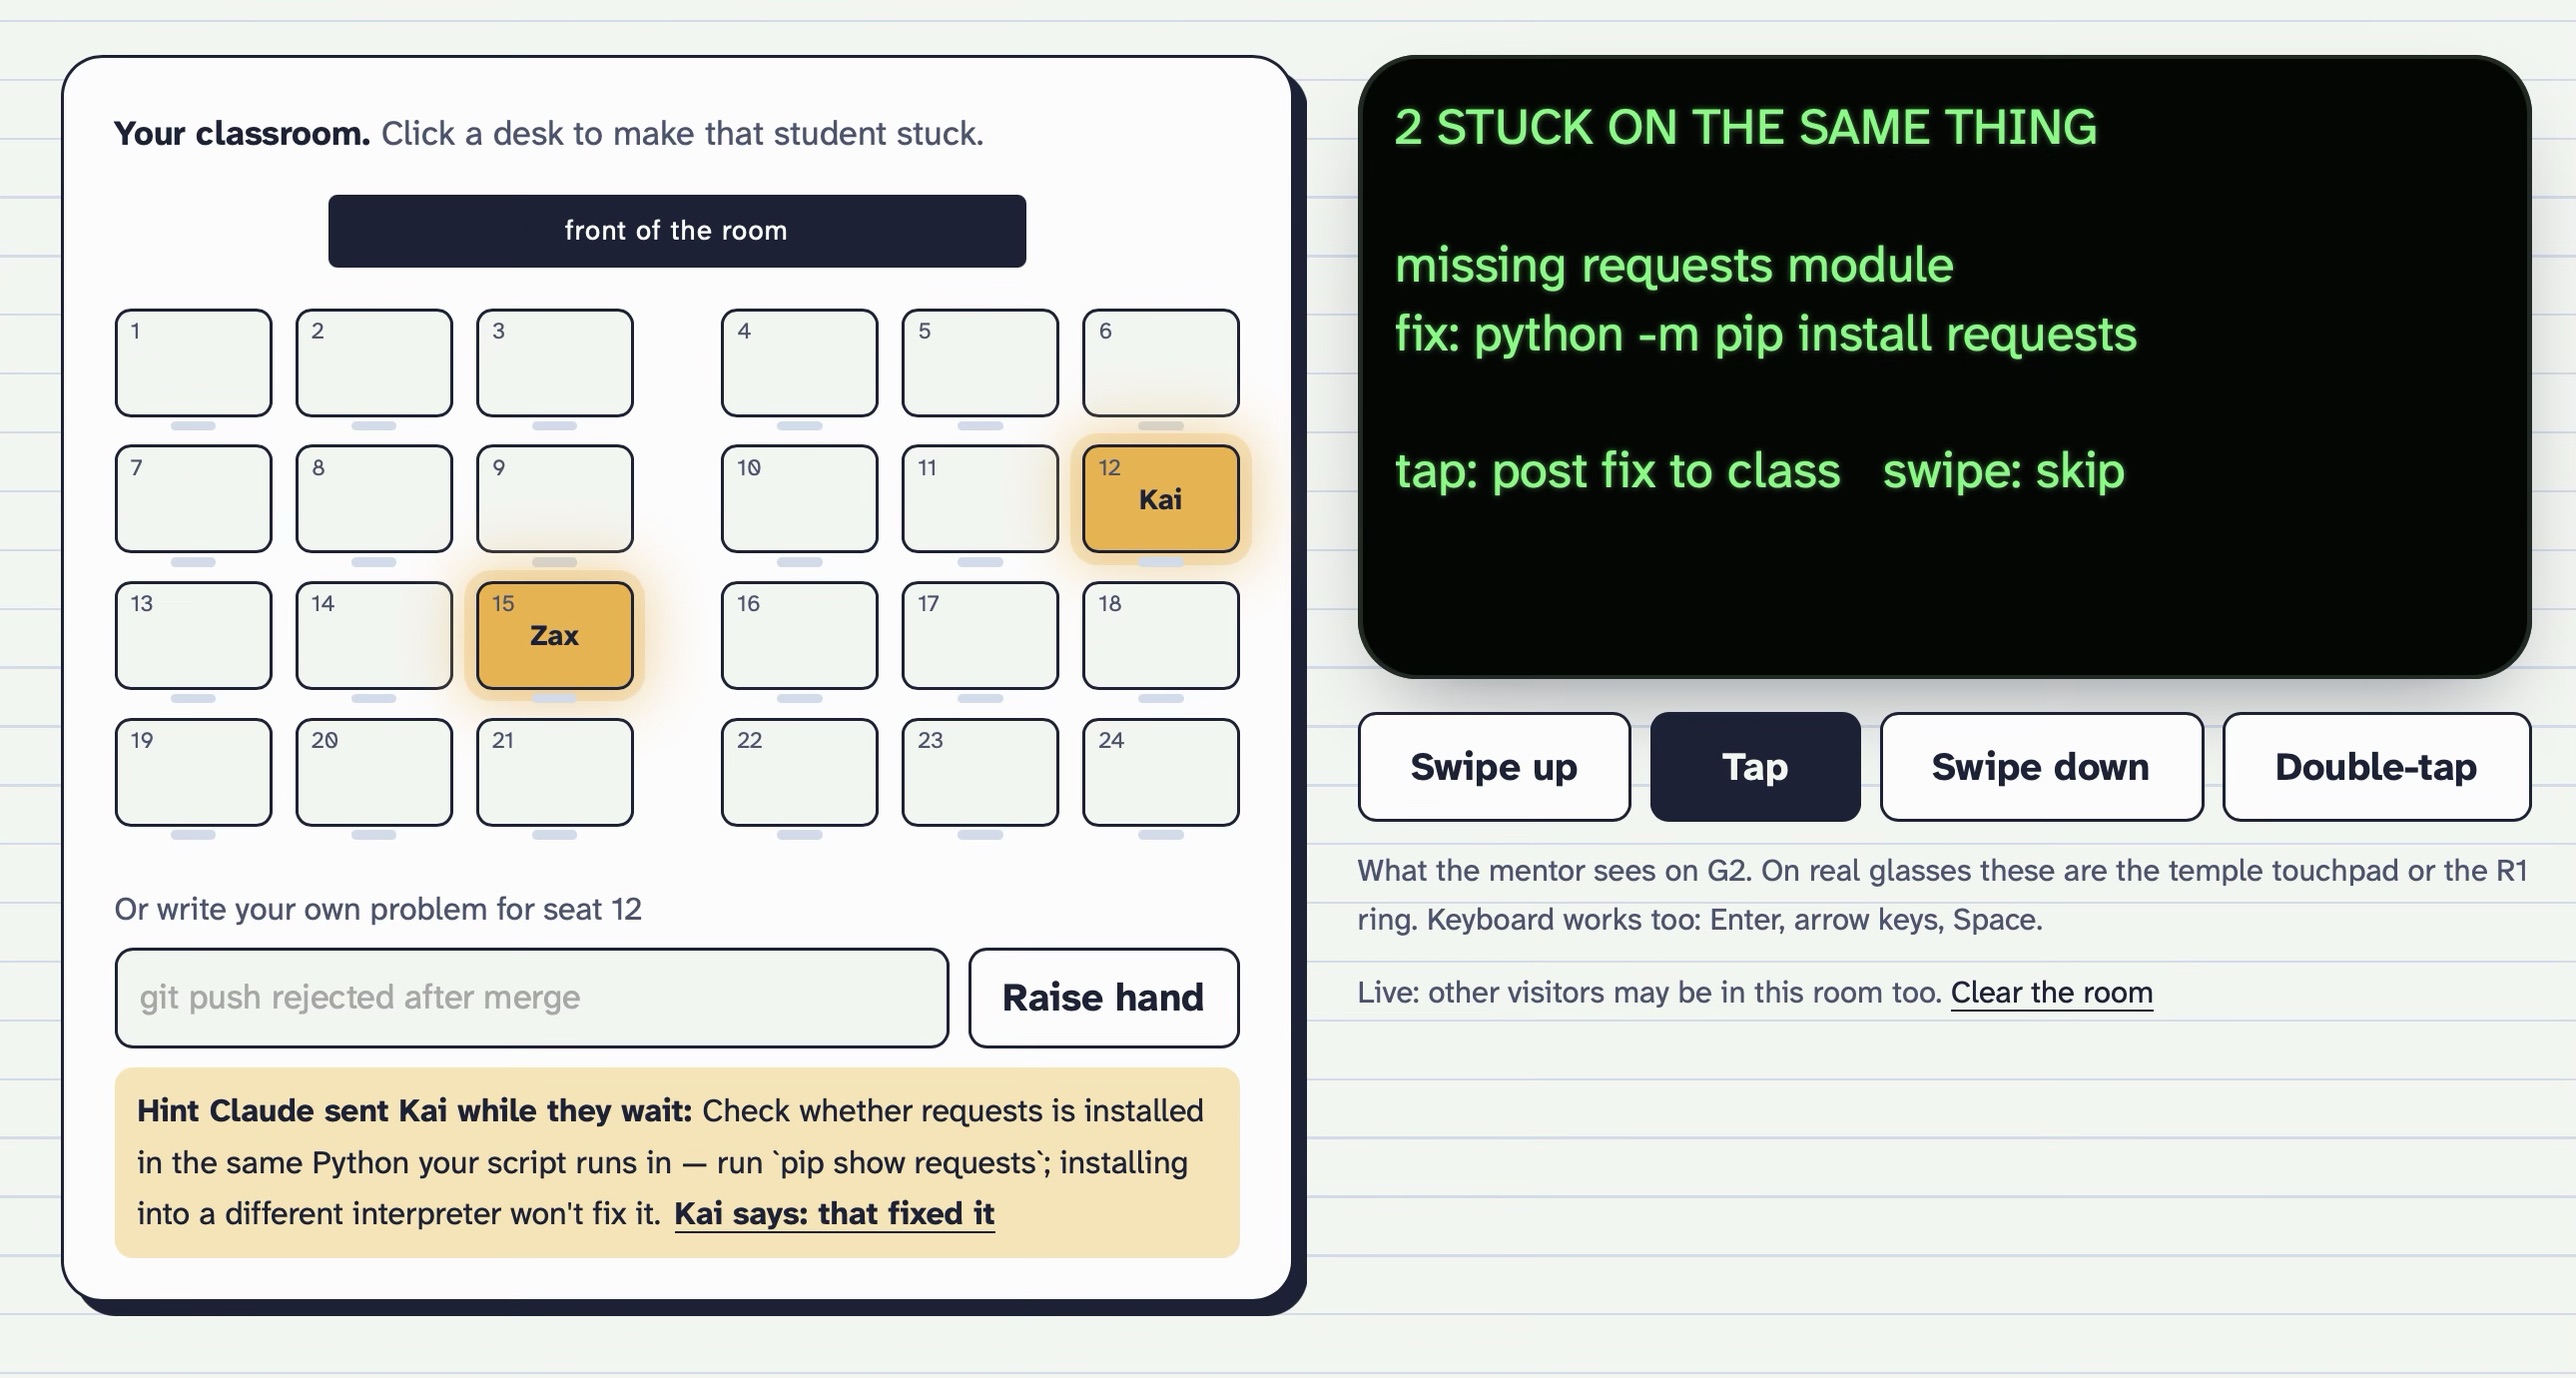 Your classroom. Click a desk to make that student stuck.
front of the room
1 2 3 4 5 6
7 8 9 10 11 12
Kai
13 14 15 16 17 18
Zax
19 20 21 22 23 24
Or write your own problem for seat 12
git push rejected after merge
Raise hand
Hint Claude sent Kai while they wait: Check whether requests is installed
in the same Python your script runs in — run `pip show requests`; installing
into a different interpreter won't fix it. Kai says: that fixed it
2 STUCK ON THE SAME THING
missing requests module
fix: python -m pip install requests
tap: post fix to class swipe: skip
Swipe up
Tap
Swipe down
Double-tap
What the mentor sees on G2. On real glasses these are the temple touchpad or the R1
ring. Keyboard works too: Enter, arrow keys, Space.
Live: other visitors may be in this room too. Clear the room